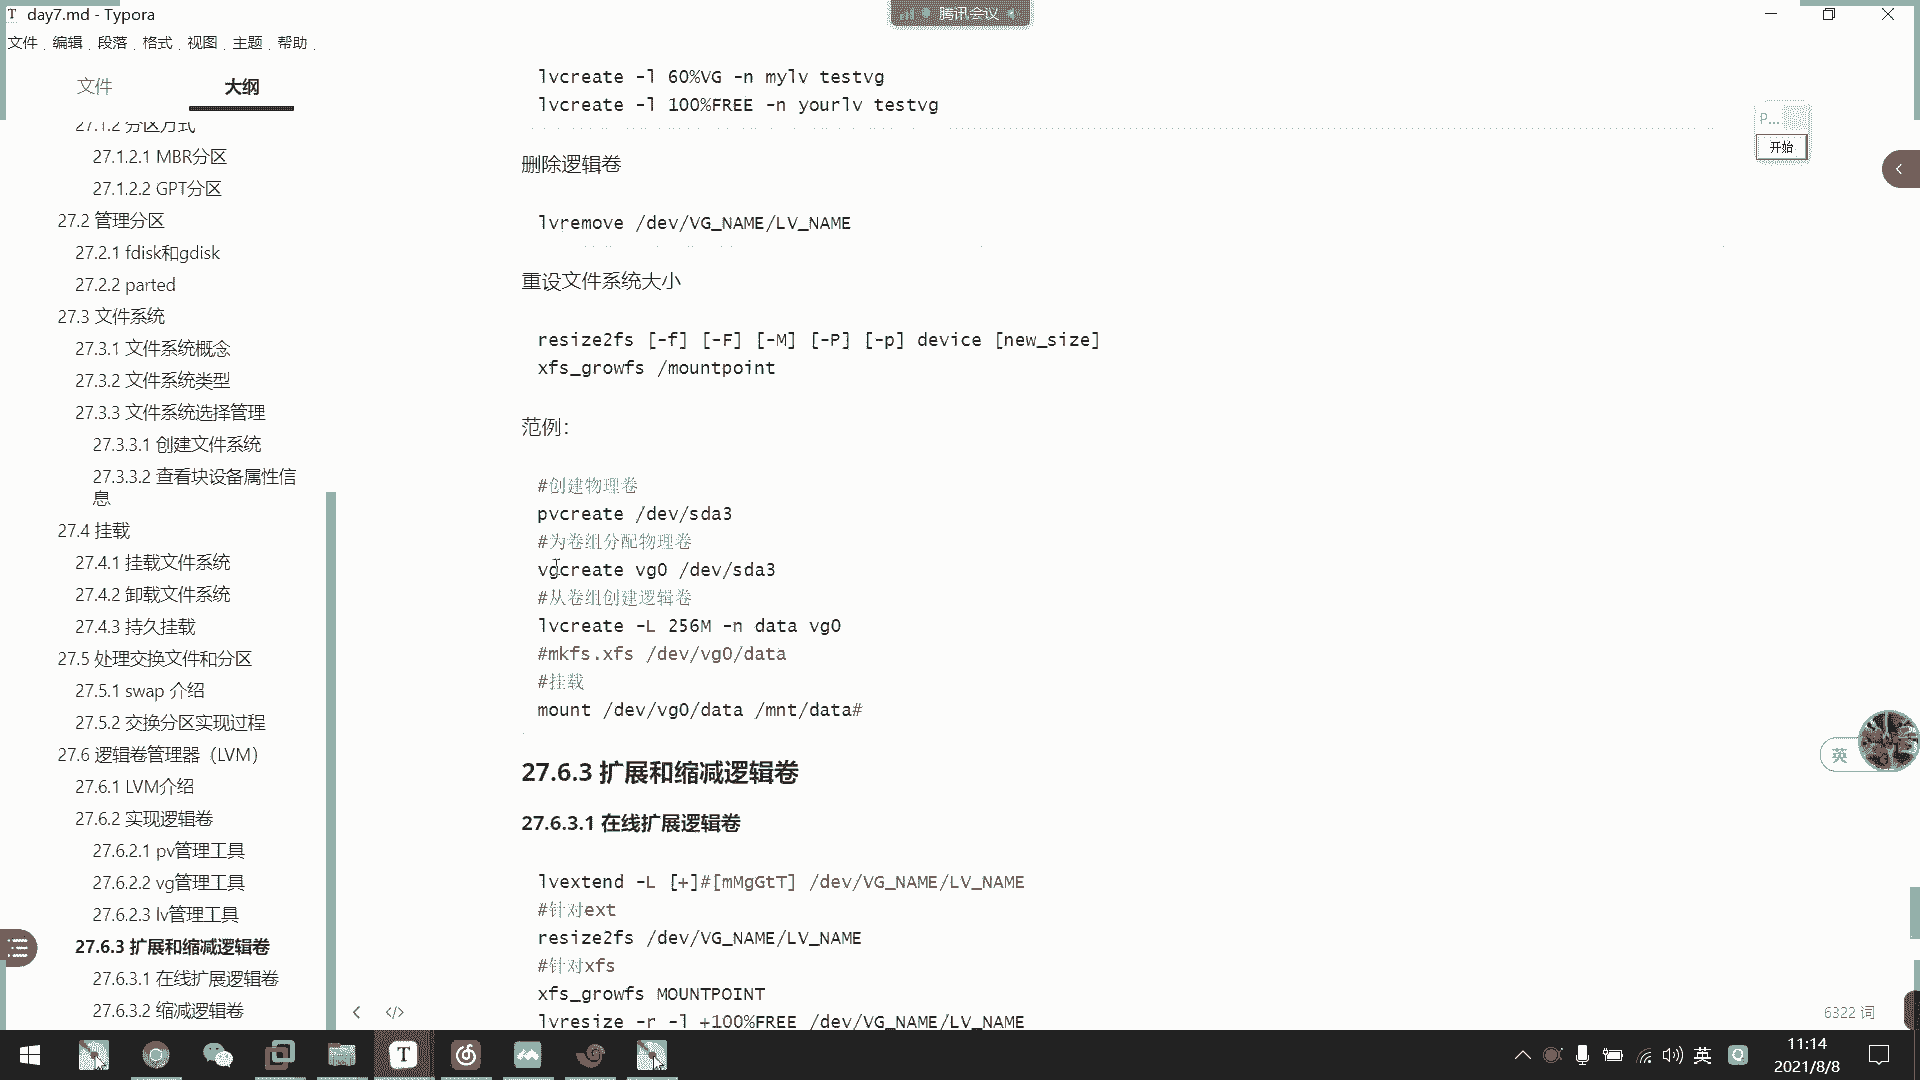 day7.md - Typora
腾讯会议
文件 编辑 段落 格式 视图 主题 帮助
文件
大纲
27.1.2 分区方式
27.1.2.1 MBR分区
27.1.2.2 GPT分区
27.2 管理分区
27.2.1 fdisk和gdisk
27.2.2 parted
27.3 文件系统
27.3.1 文件系统概念
27.3.2 文件系统类型
27.3.3 文件系统选择管理
27.3.3.1 创建文件系统
27.3.3.2 查看块设备属性信
息
27.4 挂载
27.4.1 挂载文件系统
27.4.2 卸载文件系统
27.4.3 持久挂载
27.5 处理交换文件和分区
27.5.1 swap 介绍
27.5.2 交换分区实现过程
27.6 逻辑卷管理器（LVM）
27.6.1 LVM介绍
27.6.2 实现逻辑卷
27.6.2.1 pv管理工具
27.6.2.2 vg管理工具
27.6.2.3 lv管理工具
27.6.3 扩展和缩减逻辑卷
27.6.3.1 在线扩展逻辑卷
27.6.3.2 缩减逻辑卷
lvcreate -l 60%VG -n mylv testvg
lvcreate -l 100%FREE -n yourlv testvg
删除逻辑卷
lvremove /dev/VG_NAME/LV_NAME
重设文件系统大小
resize2fs [-f] [-F] [-M] [-P] [-p] device [new_size]
xfs_growfs /mountpoint
范例：
#创建物理卷
pvcreate /dev/sda3
#为卷组分配物理卷
vgcreate vg0 /dev/sda3
#从卷组创建逻辑卷
lvcreate -L 256M -n data vg0
#mkfs.xfs /dev/vg0/data
#挂载
mount /dev/vg0/data /mnt/data#
27.6.3 扩展和缩减逻辑卷
27.6.3.1 在线扩展逻辑卷
lvextend -L [+]#[mMgGtT] /dev/VG_NAME/LV_NAME
#针对ext
resize2fs /dev/VG_NAME/LV_NAME
#针对xfs
xfs_growfs MOUNTPOINT
lvresize -r -l +100%FREE /dev/VG_NAME/LV_NAME
P...
开始
英
6322 词
英
11:14
2021/8/8